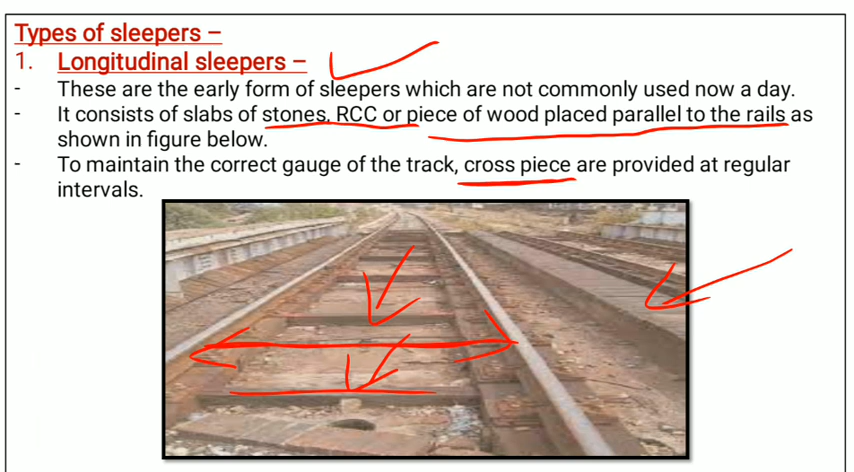 Types of sleepers –
1. Longitudinal sleepers –
- These are the early form of sleepers which are not commonly used now a day.
- It consists of slabs of stones, RCC or piece of wood placed parallel to the rails as
shown in figure below.
- To maintain the correct gauge of the track, cross piece are provided at regular
intervals.